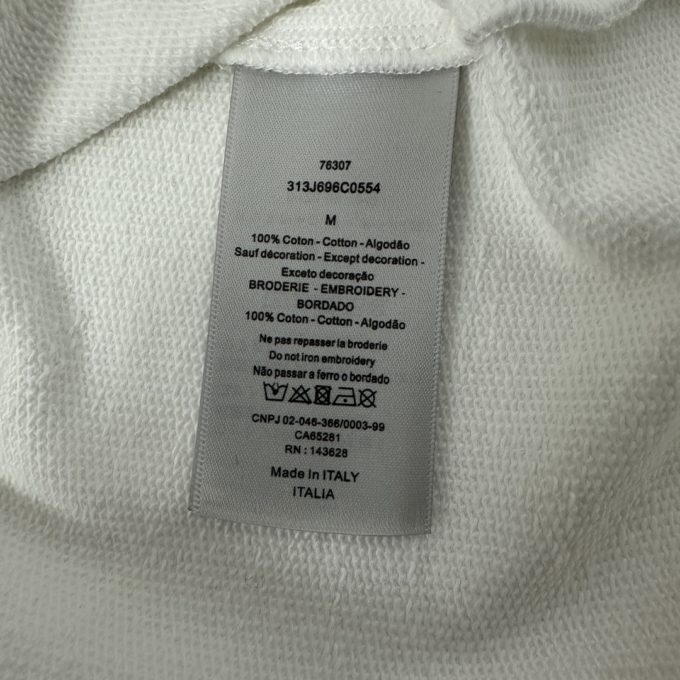 76307
313J696C0554
M
100% Coton - Cotton - Algodão
Sauf décoration - Except decoration -
Exceto decoração
BRODERIE - EMBROIDERY -
BORDADO
100% Coton - Cotton - Algodão
Ne pas repasser la broderie
Do not iron embroidery
Não passar a ferro o bordado
CNPJ 02-046-366/0003-99
CA65281
RN : 143628
Made In ITALY
ITALIA